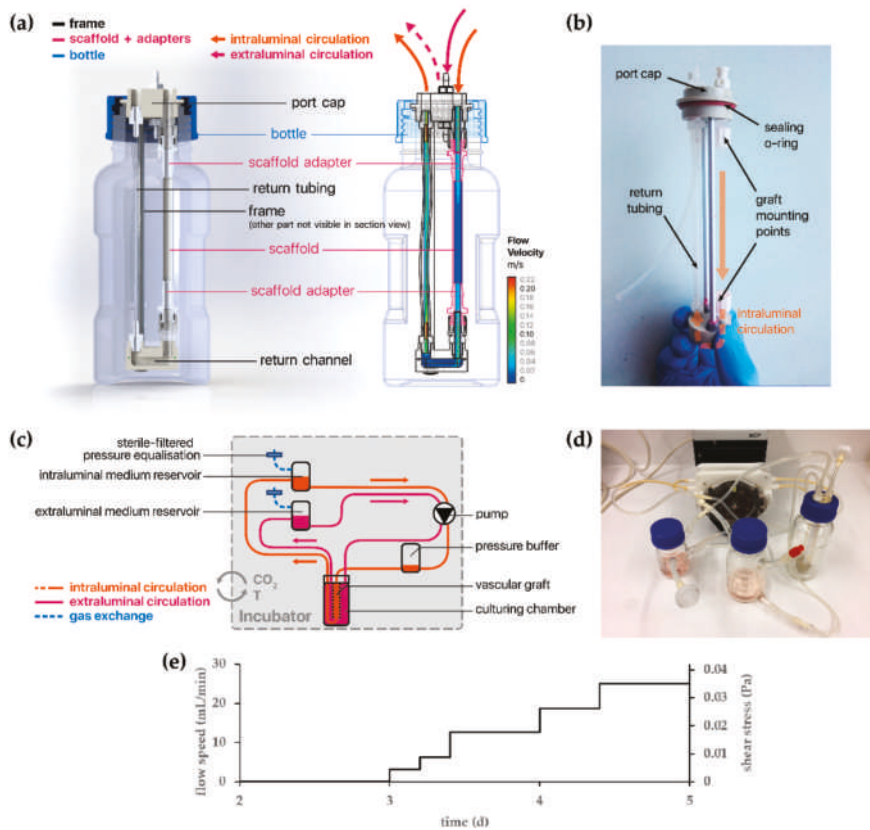 (a)
frame
scaffold + adapters
bottle
intraluminal circulation
extraluminal circulation
port cap
bottle
scaffold adapter
return tubing
frame
(other part not visible in section view)
scaffold
scaffold adapter
return channel
Flow
Velocity
m/s
0.22
0.20
0.18
0.16
0.14
0.12
0.10
0.08
0.06
0.04
0.02
0
(b)
port cap
sealing
o-ring
return
tubing
graft
mounting
points
intraluminal
circulation
(c)
sterile-filtered
pressure equalisation
intraluminal medium reservoir
extraluminal medium reservoir
pump
pressure buffer
vascular graft
culturing chamber
CO2
T
Incubator
intraluminal circulation
extraluminal circulation
gas exchange
(d)
(e)
flow speed (mL/min)
30
20
10
0
0.04
0.03
0.02
0.01
0
shear stress (Pa)
2
3
4
5
time (d)